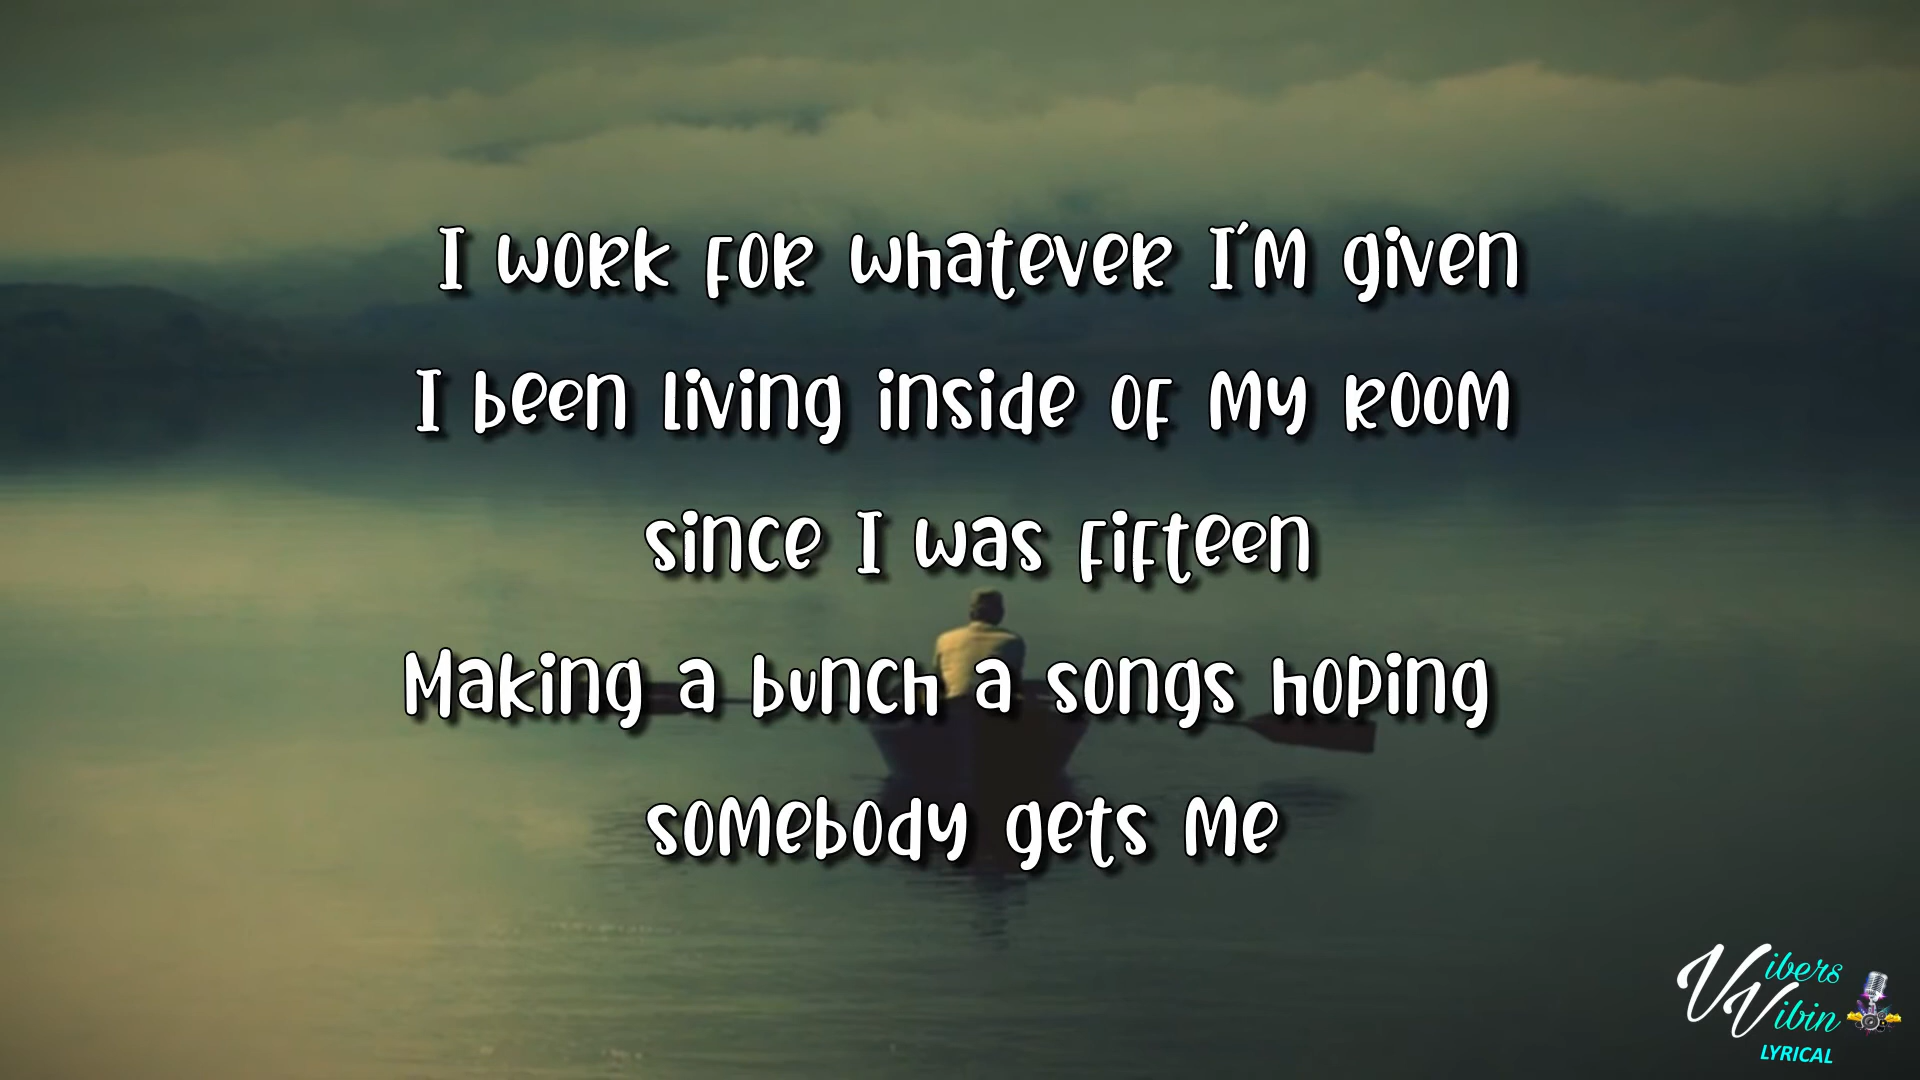 I work for whatever I'm given
I been living inside of my room
since I was fifteen
Making a bunch a songs hoping
somebody gets me
Vibers
Vibin
LYRICAL